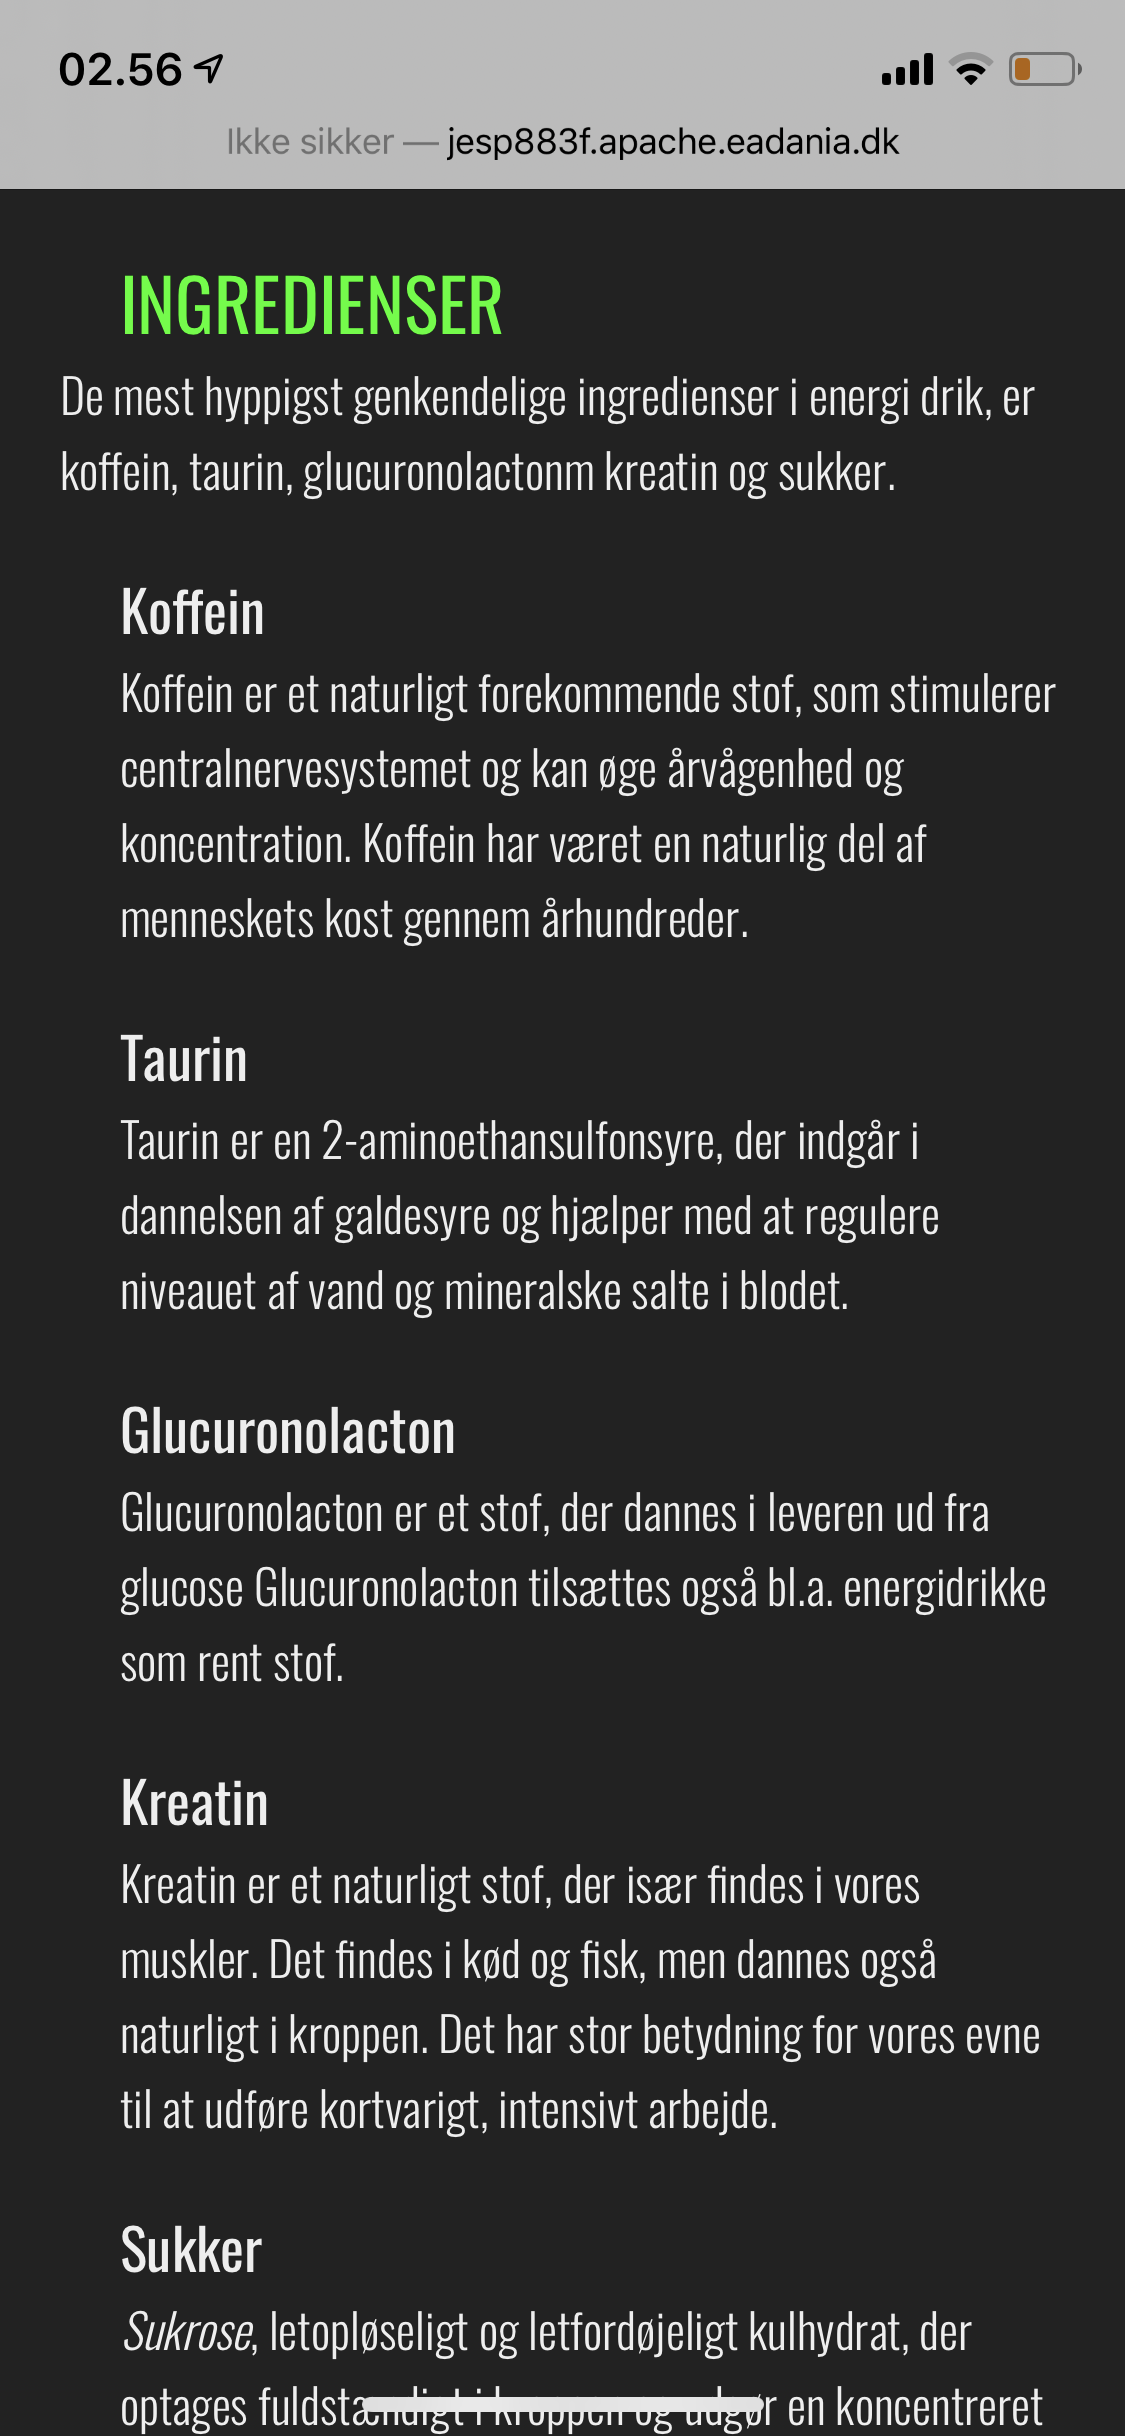 02.56
Ikke sikker — jesp883f.apache.eadania.dk
INGREDIENSER
De mest hyppigst genkendelige ingredienser i energi drik, er
koffein, taurin, glucuronolactonm kreatin og sukker.
Koffein
Koffein er et naturligt forekommende stof, som stimulerer
centralnervesystemet og kan øge årvågenhed og
koncentration. Koffein har været en naturlig del af
menneskets kost gennem århundreder.
Taurin
Taurin er en 2-aminoethansulfonsyre, der indgår i
dannelsen af galdesyre og hjælper med at regulere
niveauet af vand og mineralske salte i blodet.
Glucuronolacton
Glucuronolacton er et stof, der dannes i leveren ud fra
glucose Glucuronolacton tilsættes også bl.a. energidrikke
som rent stof.
Kreatin
Kreatin er et naturligt stof, der især findes i vores
muskler. Det findes i kød og fisk, men dannes også
naturligt i kroppen. Det har stor betydning for vores evne
til at udføre kortvarigt, intensivt arbejde.
Sukker
Sukrose, letopløseligt og letfordøjeligt kulhydrat, der
optages fuldstændigt i kroppen og udgør en koncentreret